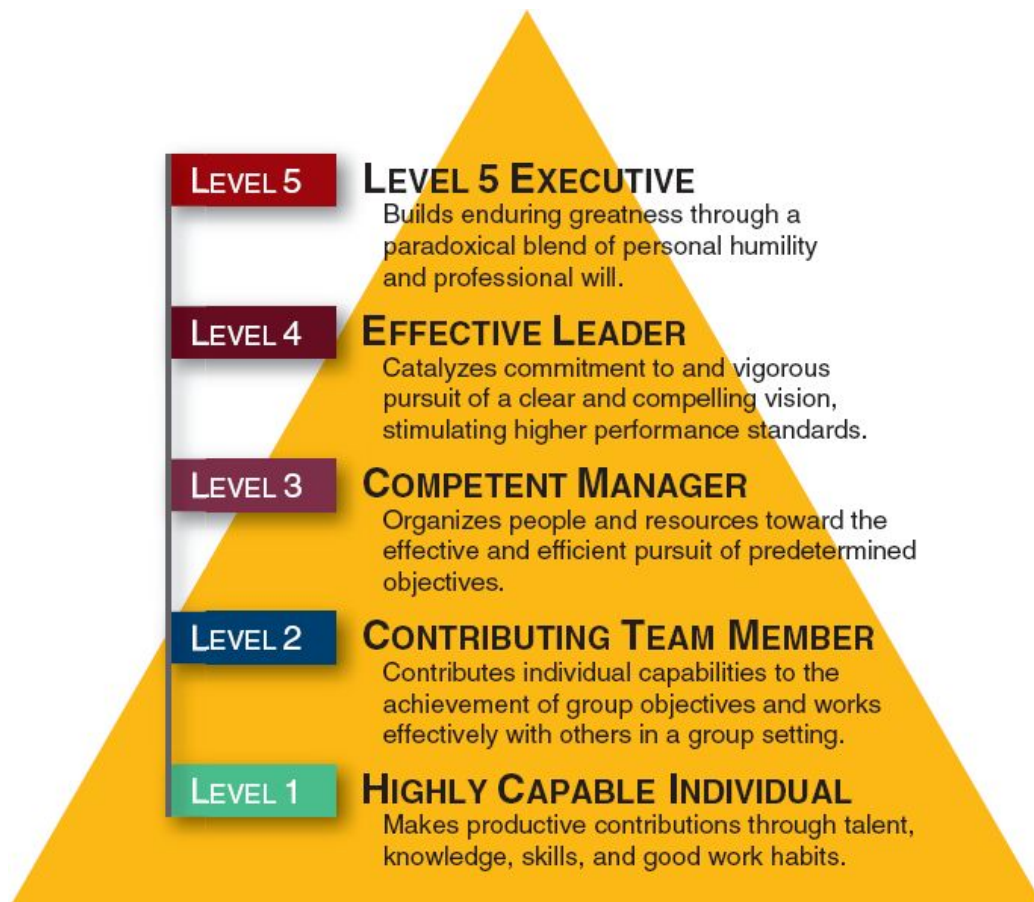 LEVEL 5
LEVEL 5 EXECUTIVE
Builds enduring greatness through a
paradoxical blend of personal humility
and professional will.
LEVEL 4
EFFECTIVE LEADER
Catalyzes commitment to and vigorous
pursuit of a clear and compelling vision,
stimulating higher performance standards.
LEVEL 3
COMPETENT MANAGER
Organizes people and resources toward the
effective and efficient pursuit of predetermined
objectives.
LEVEL 2
CONTRIBUTING TEAM MEMBER
Contributes individual capabilities to the
achievement of group objectives and works
effectively with others in a group setting.
LEVEL 1
HIGHLY CAPABLE INDIVIDUAL
Makes productive contributions through talent,
knowledge, skills, and good work habits.